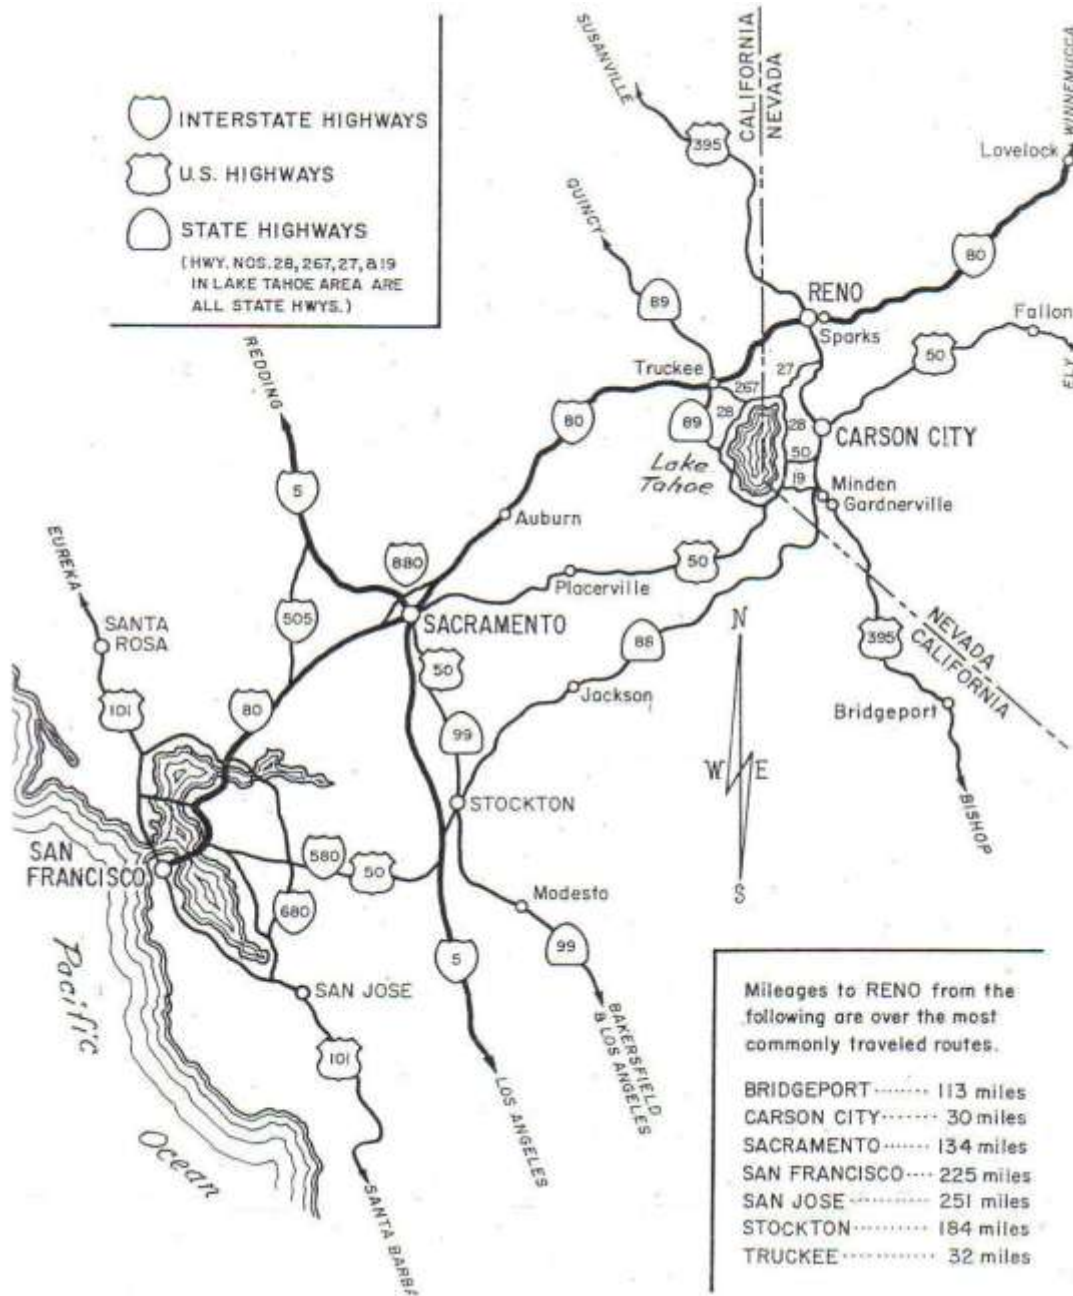 INTERSTATE HIGHWAYS
U.S. HIGHWAYS
STATE HIGHWAYS
(HWY. NOS. 28, 267, 27, & 19
IN LAKE TAHOE AREA ARE
ALL STATE HWYS.)
SUSANVILLE
CALIFORNIA
NEVADA
WINNEMUCCA
395
Lovelock
QUINCY
80
89
RENO
Sparks
Fallon
50
ELY
REDDING
Truckee
27
267
80
89
28
28
CARSON CITY
Lake
Tahoe
50
19
Minden
Gardnerville
5
Auburn
EUREKA
880
50
Placerville
SANTA
ROSA
505
SACRAMENTO
N
NEVADA
CALIFORNIA
88
395
50
Jackson
101
80
99
Bridgeport
W
E
STOCKTON
BISHOP
SAN
FRANCISCO
580
50
S
Modesto
680
99
5
Pacific
Ocean
SAN JOSE
101
LOS ANGELES
BAKERSFIELD
& LOS ANGELES
SANTA BARBA
Mileages to RENO from the
following are over the most
commonly traveled routes.
BRIDGEPORT ······· 113 miles
CARSON CITY ······ 30 miles
SACRAMENTO ······ 134 miles
SAN FRANCISCO ···· 225 miles
SAN JOSE ·········· 251 miles
STOCKTON ········· 184 miles
TRUCKEE ·········· 32 miles